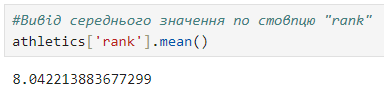 #Вивід середнього значення по стовпцю "rank"
athletics['rank'].mean()
8.042213883677299